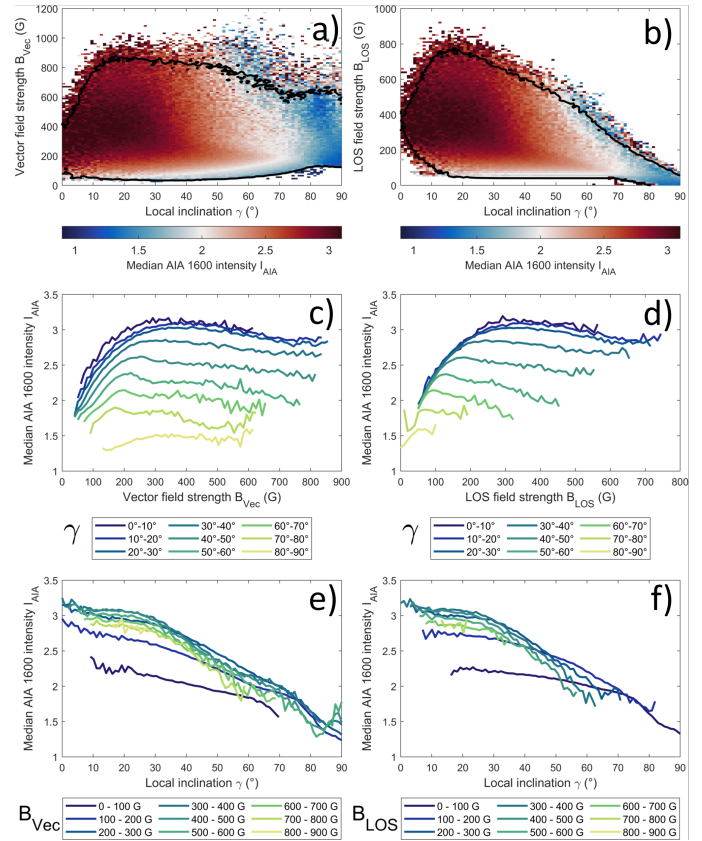 a)
Vector field strength B_Vec (G)
1200
1000
800
600
400
200
0
0 10 20 30 40 50 60 70 80 90
Local inclination γ (°)
1 1.5 2 2.5 3
Median AIA 1600 intensity I_AIA
b)
LOS field strength B_LOS (G)
1000
800
600
400
200
0
0 10 20 30 40 50 60 70 80 90
Local inclination γ (°)
1 1.5 2 2.5 3
Median AIA 1600 intensity I_AIA
c)
Median AIA 1600 intensity I_AIA
3.5
3
2.5
2
1.5
1
0 100 200 300 400 500 600 700 800 900
Vector field strength B_Vec (G)
γ
0°-10° 30°-40° 60°-70°
10°-20° 40°-50° 70°-80°
20°-30° 50°-60° 80°-90°
d)
Median AIA 1600 intensity I_AIA
3.5
3
2.5
2
1.5
1
0 100 200 300 400 500 600 700 800
LOS field strength B_LOS (G)
γ
0°-10° 30°-40° 60°-70°
10°-20° 40°-50° 70°-80°
20°-30° 50°-60° 80°-90°
e)
Median AIA 1600 intensity I_AIA
3.5
3
2.5
2
1.5
1
0 10 20 30 40 50 60 70 80 90
Local inclination γ (°)
B_Vec
0 - 100 G 300 - 400 G 600 - 700 G
100 - 200 G 400 - 500 G 700 - 800 G
200 - 300 G 500 - 600 G 800 - 900 G
f)
Median AIA 1600 intensity I_AIA
3.5
3
2.5
2
1.5
1
0 10 20 30 40 50 60 70 80 90
Local inclination γ (°)
B_LOS
0 - 100 G 300 - 400 G 600 - 700 G
100 - 200 G 400 - 500 G 700 - 800 G
200 - 300 G 500 - 600 G 800 - 900 G